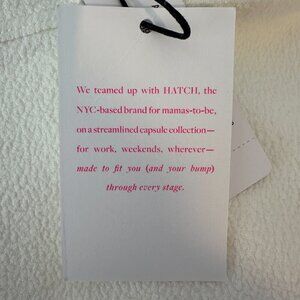 We teamed up with HATCH, the
NYC-based brand for mamas-to-be,
on a streamlined capsule collection—
for work, weekends, wherever—
made to fit you (and your bump)
through every stage.